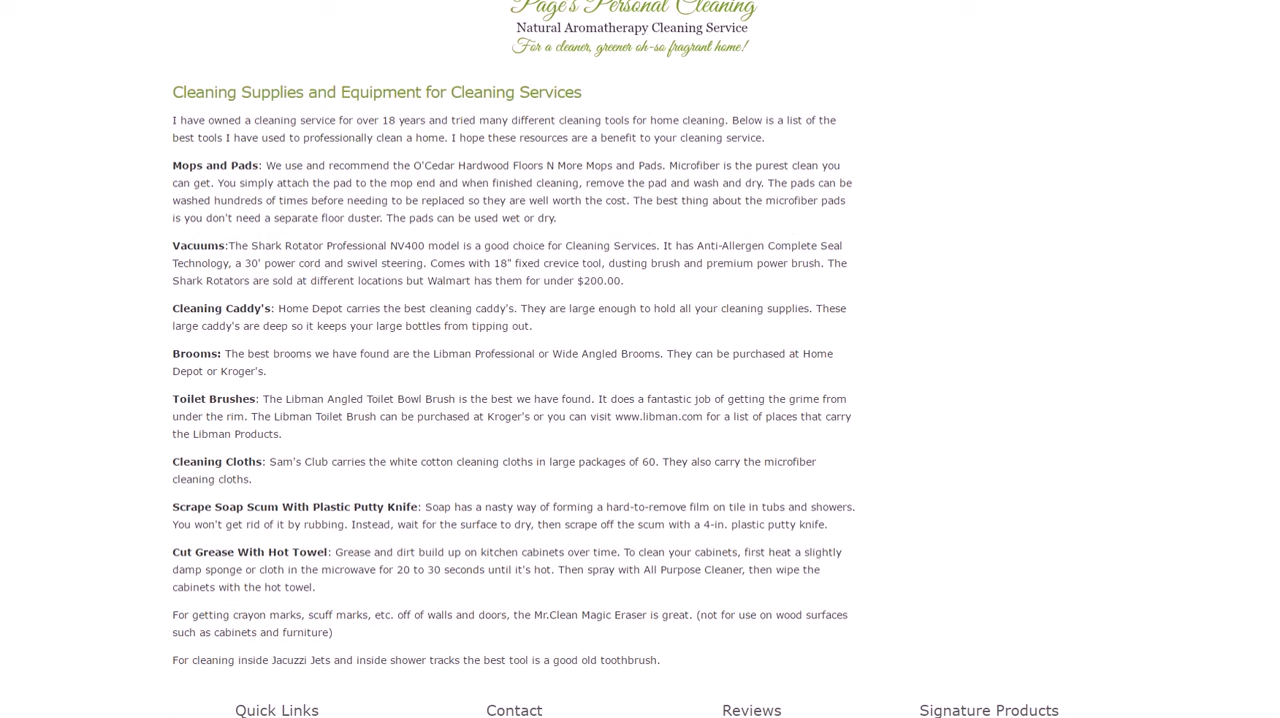 Page's Personal Cleaning
Natural Aromatherapy Cleaning Service
For a cleaner, greener oh-so fragrant home!
Cleaning Supplies and Equipment for Cleaning Services
I have owned a cleaning service for over 18 years and tried many different cleaning tools for home cleaning. Below is a list of the
best tools I have used to professionally clean a home. I hope these resources are a benefit to your cleaning service.
Mops and Pads: We use and recommend the O'Cedar Hardwood Floors N More Mops and Pads. Microfiber is the purest clean you
can get. You simply attach the pad to the mop end and when finished cleaning, remove the pad and wash and dry. The pads can be
washed hundreds of times before needing to be replaced so they are well worth the cost. The best thing about the microfiber pads
is you don't need a separate floor duster. The pads can be used wet or dry.
Vacuums:The Shark Rotator Professional NV400 model is a good choice for Cleaning Services. It has Anti-Allergen Complete Seal
Technology, a 30' power cord and swivel steering. Comes with 18" fixed crevice tool, dusting brush and premium power brush. The
Shark Rotators are sold at different locations but Walmart has them for under $200.00.
Cleaning Caddy's: Home Depot carries the best cleaning caddy's. They are large enough to hold all your cleaning supplies. These
large caddy's are deep so it keeps your large bottles from tipping out.
Brooms: The best brooms we have found are the Libman Professional or Wide Angled Brooms. They can be purchased at Home
Depot or Kroger's.
Toilet Brushes: The Libman Angled Toilet Bowl Brush is the best we have found. It does a fantastic job of getting the grime from
under the rim. The Libman Toilet Brush can be purchased at Kroger's or you can visit www.libman.com for a list of places that carry
the Libman Products.
Cleaning Cloths: Sam's Club carries the white cotton cleaning cloths in large packages of 60. They also carry the microfiber
cleaning cloths.
Scrape Soap Scum With Plastic Putty Knife: Soap has a nasty way of forming a hard-to-remove film on tile in tubs and showers.
You won't get rid of it by rubbing. Instead, wait for the surface to dry, then scrape off the scum with a 4-in. plastic putty knife.
Cut Grease With Hot Towel: Grease and dirt build up on kitchen cabinets over time. To clean your cabinets, first heat a slightly
damp sponge or cloth in the microwave for 20 to 30 seconds until it's hot. Then spray with All Purpose Cleaner, then wipe the
cabinets with the hot towel.
For getting crayon marks, scuff marks, etc. off of walls and doors, the Mr.Clean Magic Eraser is great. (not for use on wood surfaces
such as cabinets and furniture)
For cleaning inside Jacuzzi Jets and inside shower tracks the best tool is a good old toothbrush.
Quick Links
Contact
Reviews
Signature Products